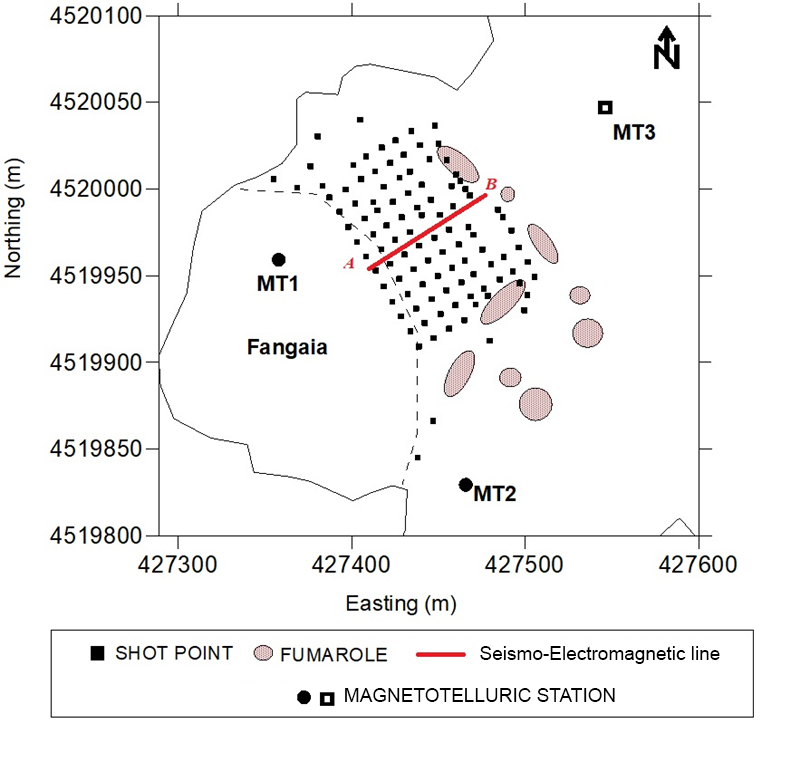 4520100
N
4520050
MT3
4520000
B
A
4519950
MT1
Fangaia
4519900
4519850
MT2
4519800
Northing (m)
427300
427400
427500
427600
Easting (m)
SHOT POINT
FUMAROLE
Seismo-Electromagnetic line
MAGNETOTELLURIC STATION